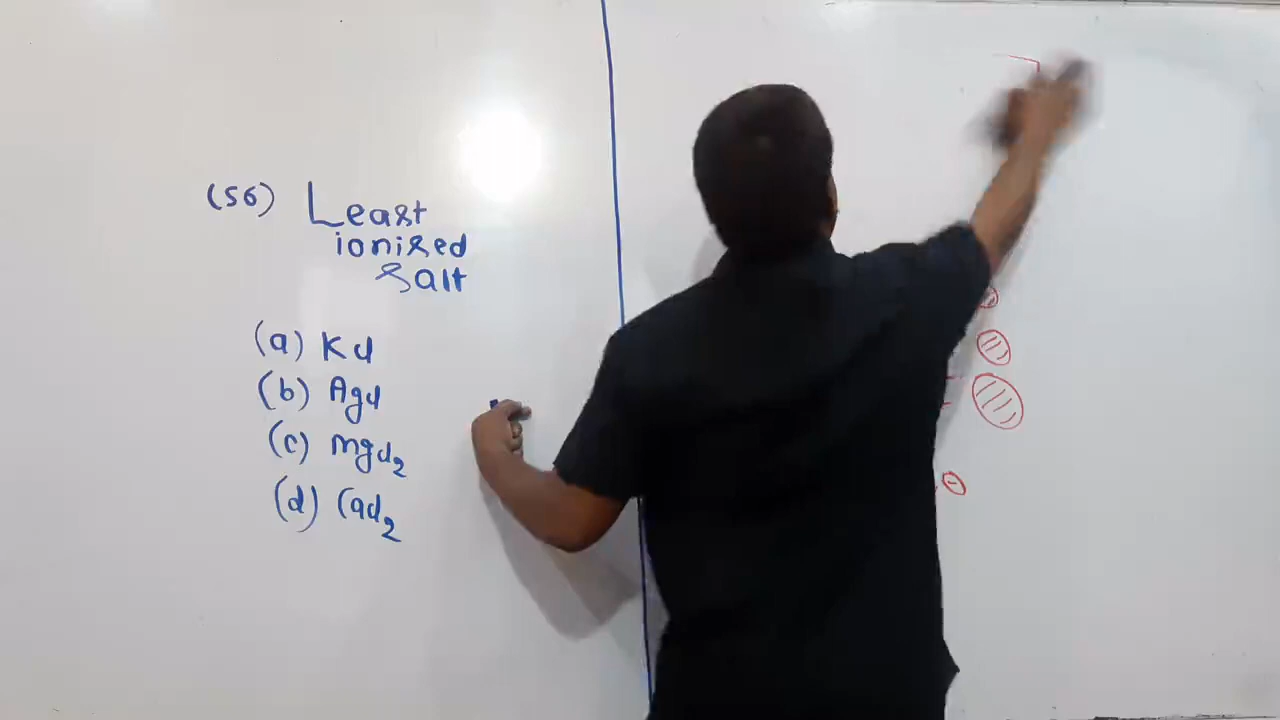 (56) Least
ionized
salt
(a) KCl
(b) AgCl
(c) MgCl2
(d) CaCl2